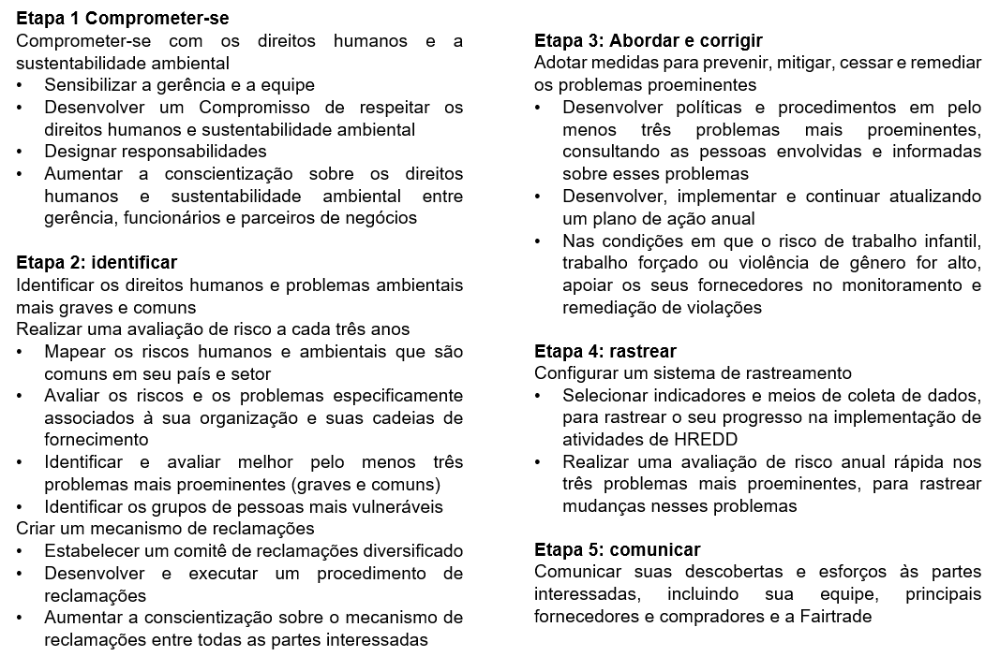 Etapa 1 Comprometer-se
Comprometer-se com os direitos humanos e a
sustentabilidade ambiental
• Sensibilizar a gerência e a equipe
• Desenvolver um Compromisso de respeitar os
direitos humanos e sustentabilidade ambiental
• Designar responsabilidades
• Aumentar a conscientização sobre os direitos
humanos e sustentabilidade ambiental entre
gerência, funcionários e parceiros de negócios
Etapa 2: identificar
Identificar os direitos humanos e problemas ambientais
mais graves e comuns
Realizar uma avaliação de risco a cada três anos
• Mapear os riscos humanos e ambientais que são
comuns em seu país e setor
• Avaliar os riscos e os problemas especificamente
associados à sua organização e suas cadeias de
fornecimento
• Identificar e avaliar melhor pelo menos três
problemas mais proeminentes (graves e comuns)
• Identificar os grupos de pessoas mais vulneráveis
Criar um mecanismo de reclamações
• Estabelecer um comitê de reclamações diversificado
• Desenvolver e executar um procedimento de
reclamações
• Aumentar a conscientização sobre o mecanismo de
reclamações entre todas as partes interessadas
Etapa 3: Abordar e corrigir
Adotar medidas para prevenir, mitigar, cessar e remediar
os problemas proeminentes
• Desenvolver políticas e procedimentos em pelo
menos três problemas mais proeminentes,
consultando as pessoas envolvidas e informadas
sobre esses problemas
• Desenvolver, implementar e continuar atualizando
um plano de ação anual
• Nas condições em que o risco de trabalho infantil,
trabalho forçado ou violência de gênero for alto,
apoiar os seus fornecedores no monitoramento e
remediação de violações
Etapa 4: rastrear
Configurar um sistema de rastreamento
• Selecionar indicadores e meios de coleta de dados,
para rastrear o seu progresso na implementação de
atividades de HREDD
• Realizar uma avaliação de risco anual rápida nos
três problemas mais proeminentes, para rastrear
mudanças nesses problemas
Etapa 5: comunicar
Comunicar suas descobertas e esforços às partes
interessadas, incluindo sua equipe, principais
fornecedores e compradores e a Fairtrade